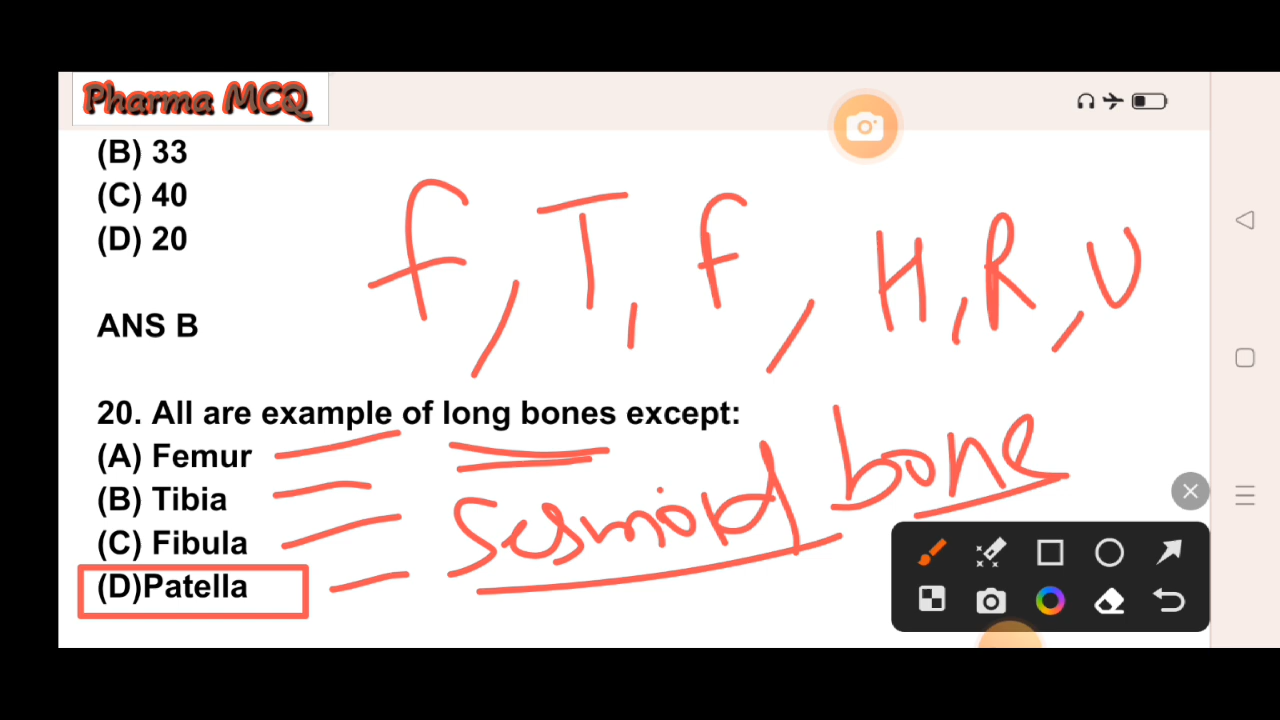 Pharma MCQ
(B) 33
(C) 40
(D) 20
f, T, F, H, R, U
ANS B
20. All are example of long bones except:
(A) Femur
(B) Tibia
(C) Fibula
(D)Patella
Sesmoid bone